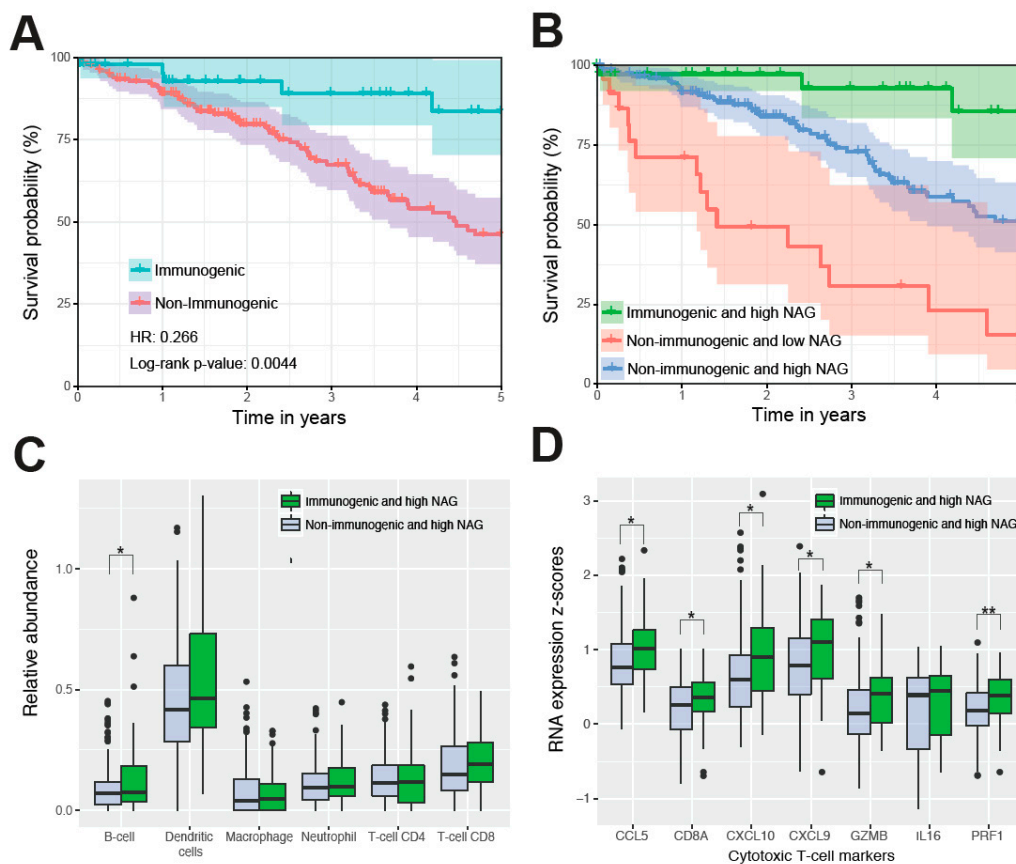 A
Survival probability (%)
100
75
50
25
0
Immunogenic
Non-Immunogenic
HR: 0.266
Log-rank p-value: 0.0044
0 1 2 3 4 5
Time in years
B
Survival probability (%)
100
75
50
25
0
Immunogenic and high NAG
Non-immunogenic and low NAG
Non-immunogenic and high NAG
0 1 2 3 4
Time in years
C
Relative abundance
1.0
0.5
0.0
Immunogenic and high NAG
Non-immunogenic and high NAG
*
B-cell Dendritic Macrophage Neutrophil T-cell CD4 T-cell CD8
cells
D
RNA expression z-scores
3
2
1
0
−1
Immunogenic and high NAG
Non-immunogenic and high NAG
* * * * * **
CCL5 CD8A CXCL10 CXCL9 GZMB IL16 PRF1
Cytotoxic T-cell markers